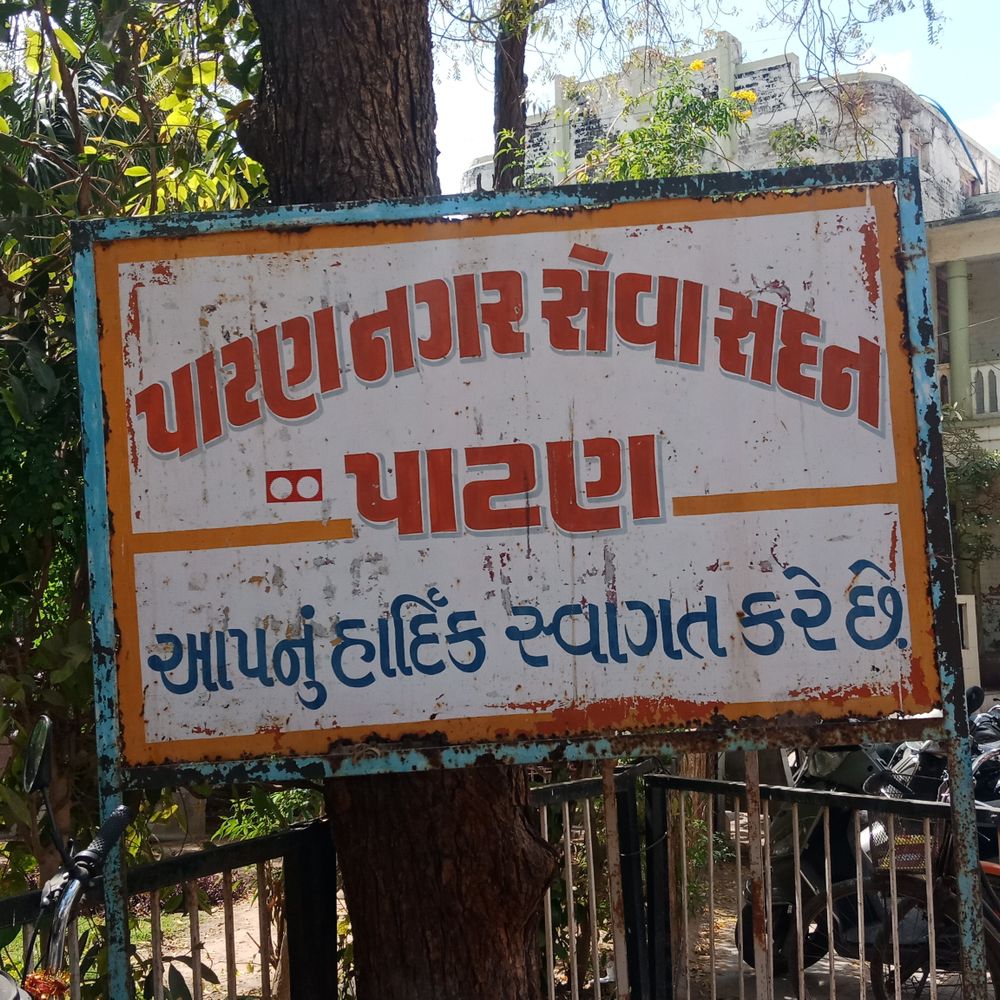 પાટણ નગર સેવા સદન
પાટણ
આપનું હાર્દિક સ્વાગત કરે છે.